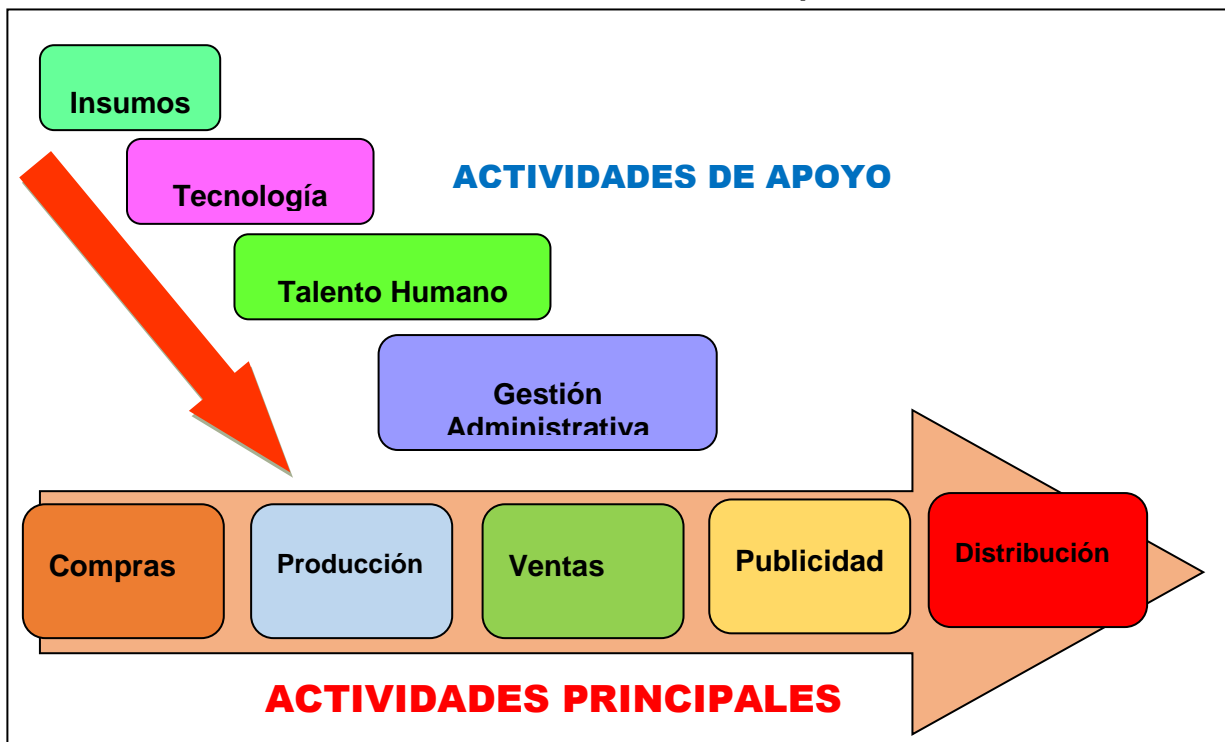 Insumos
Tecnología
ACTIVIDADES DE APOYO
Talento Humano
Gestión
Administrativa
Compras
Producción
Ventas
Publicidad
Distribución
ACTIVIDADES PRINCIPALES